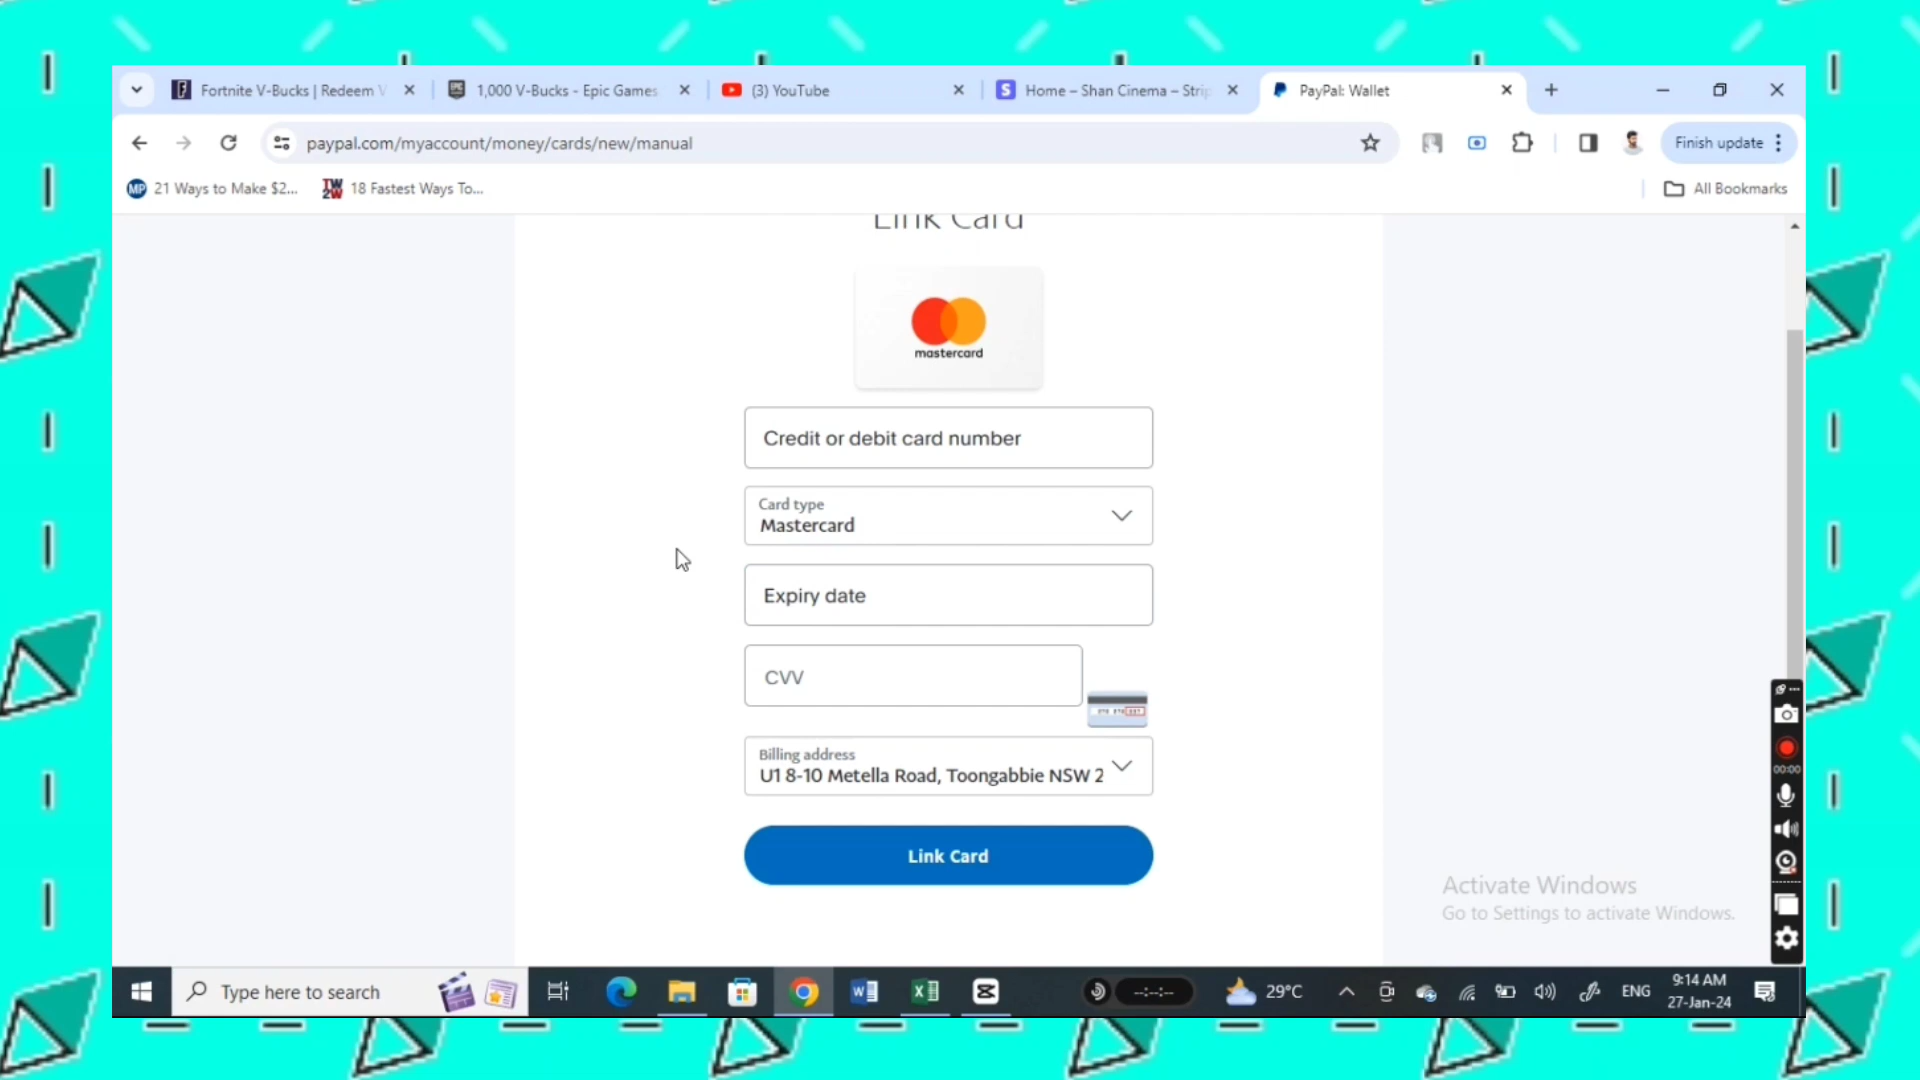 Fortnite V-Bucks | Redeem V
1,000 V-Bucks - Epic Games
(3) YouTube
S
Home – Shan Cinema – Strip
PayPal: Wallet
paypal.com/myaccount/money/cards/new/manual
Finish update
MP
21 Ways to Make $2...
18 Fastest Ways To...
All Bookmarks
Link Card
mastercard
Credit or debit card number
Card type
Mastercard
Expiry date
CVV
Billing address
U1 8-10 Metella Road, Toongabbie NSW 2
Link Card
Activate Windows
Go to Settings to activate Windows.
00:00
Type here to search
--:--:--
29°C
ENG
9:14 AM
27-Jan-24